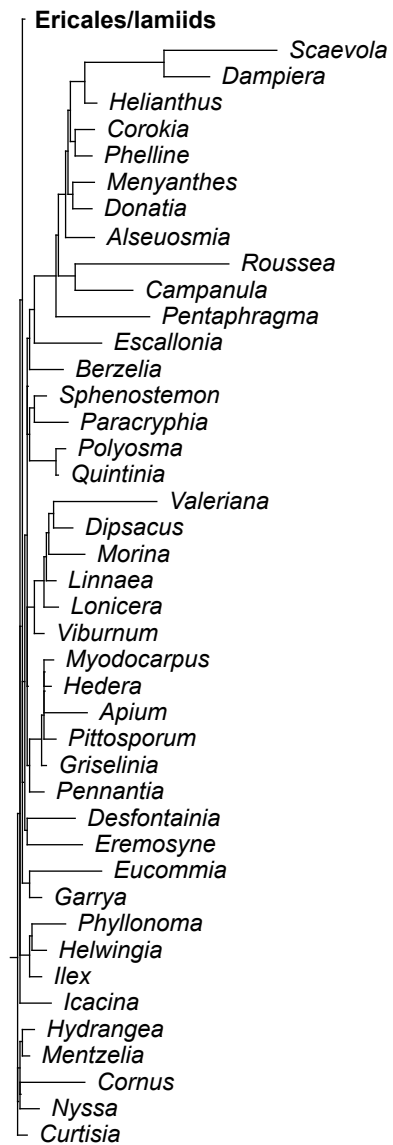 Ericales/lamiids
Scaevola
Dampiera
Helianthus
Corokia
Phelline
Menyanthes
Donatia
Alseuosmia
Roussea
Campanula
Pentaphragma
Escallonia
Berzelia
Sphenostemon
Paracryphia
Polyosma
Quintinia
Valeriana
Dipsacus
Morina
Linnaea
Lonicera
Viburnum
Myodocarpus
Hedera
Apium
Pittosporum
Griselinia
Pennantia
Desfontainia
Eremosyne
Eucommia
Garrya
Phyllonoma
Helwingia
Ilex
Icacina
Hydrangea
Mentzelia
Cornus
Nyssa
Curtisia